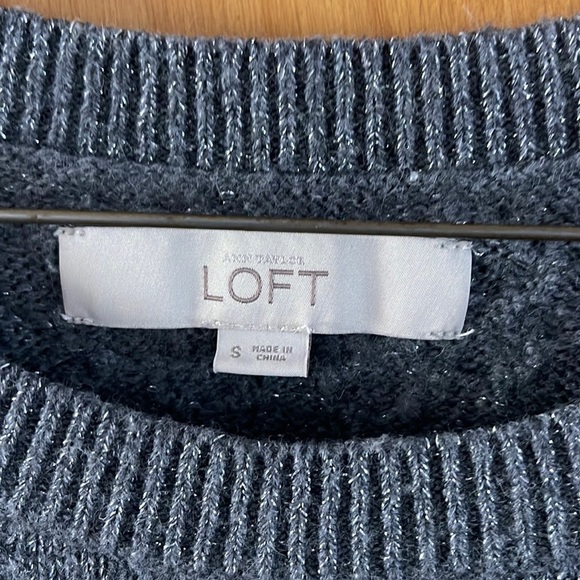 ANN TAYLOR
LOFT
S
MADE IN
CHINA